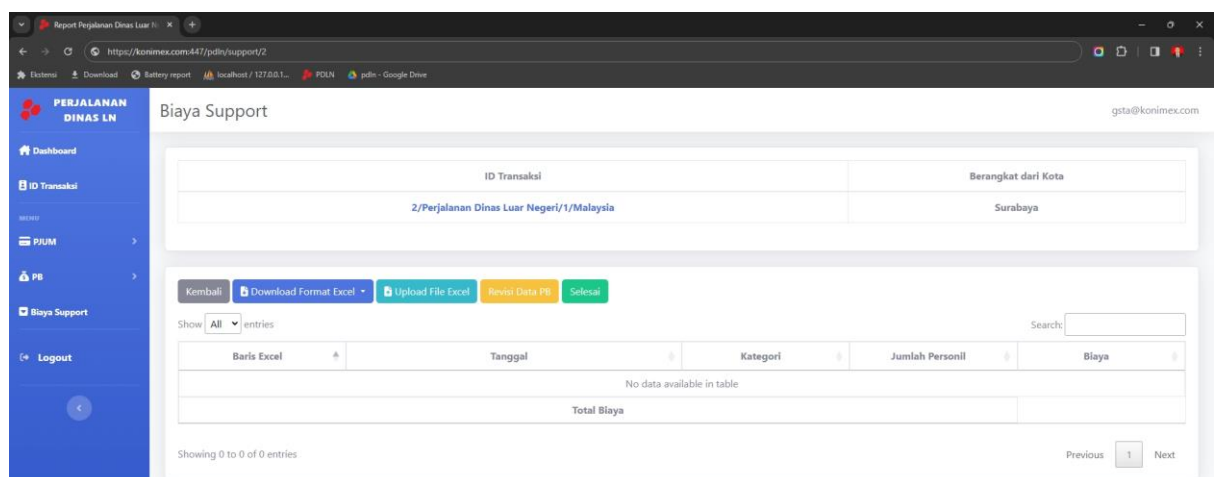 Report Perjalanan Dinas Luar N
https://konimex.com:447/pdln/support/2
Ekstensi Download Battery report localhost / 127.0.0.1... PDLN pdln - Google Drive
PERJALANAN
DINAS LN
Biaya Support
gsta@konimex.com
Dashboard
ID Transaksi
MENU
PJUM
PB
Biaya Support
Logout
ID Transaksi Berangkat dari Kota
2/Perjalanan Dinas Luar Negeri/1/Malaysia Surabaya
Kembali Download Format Excel Upload File Excel Revisi Data PB Selesai
Show All entries Search:
Baris Excel Tanggal Kategori Jumlah Personil Biaya
No data available in table
Total Biaya
Showing 0 to 0 of 0 entries Previous 1 Next